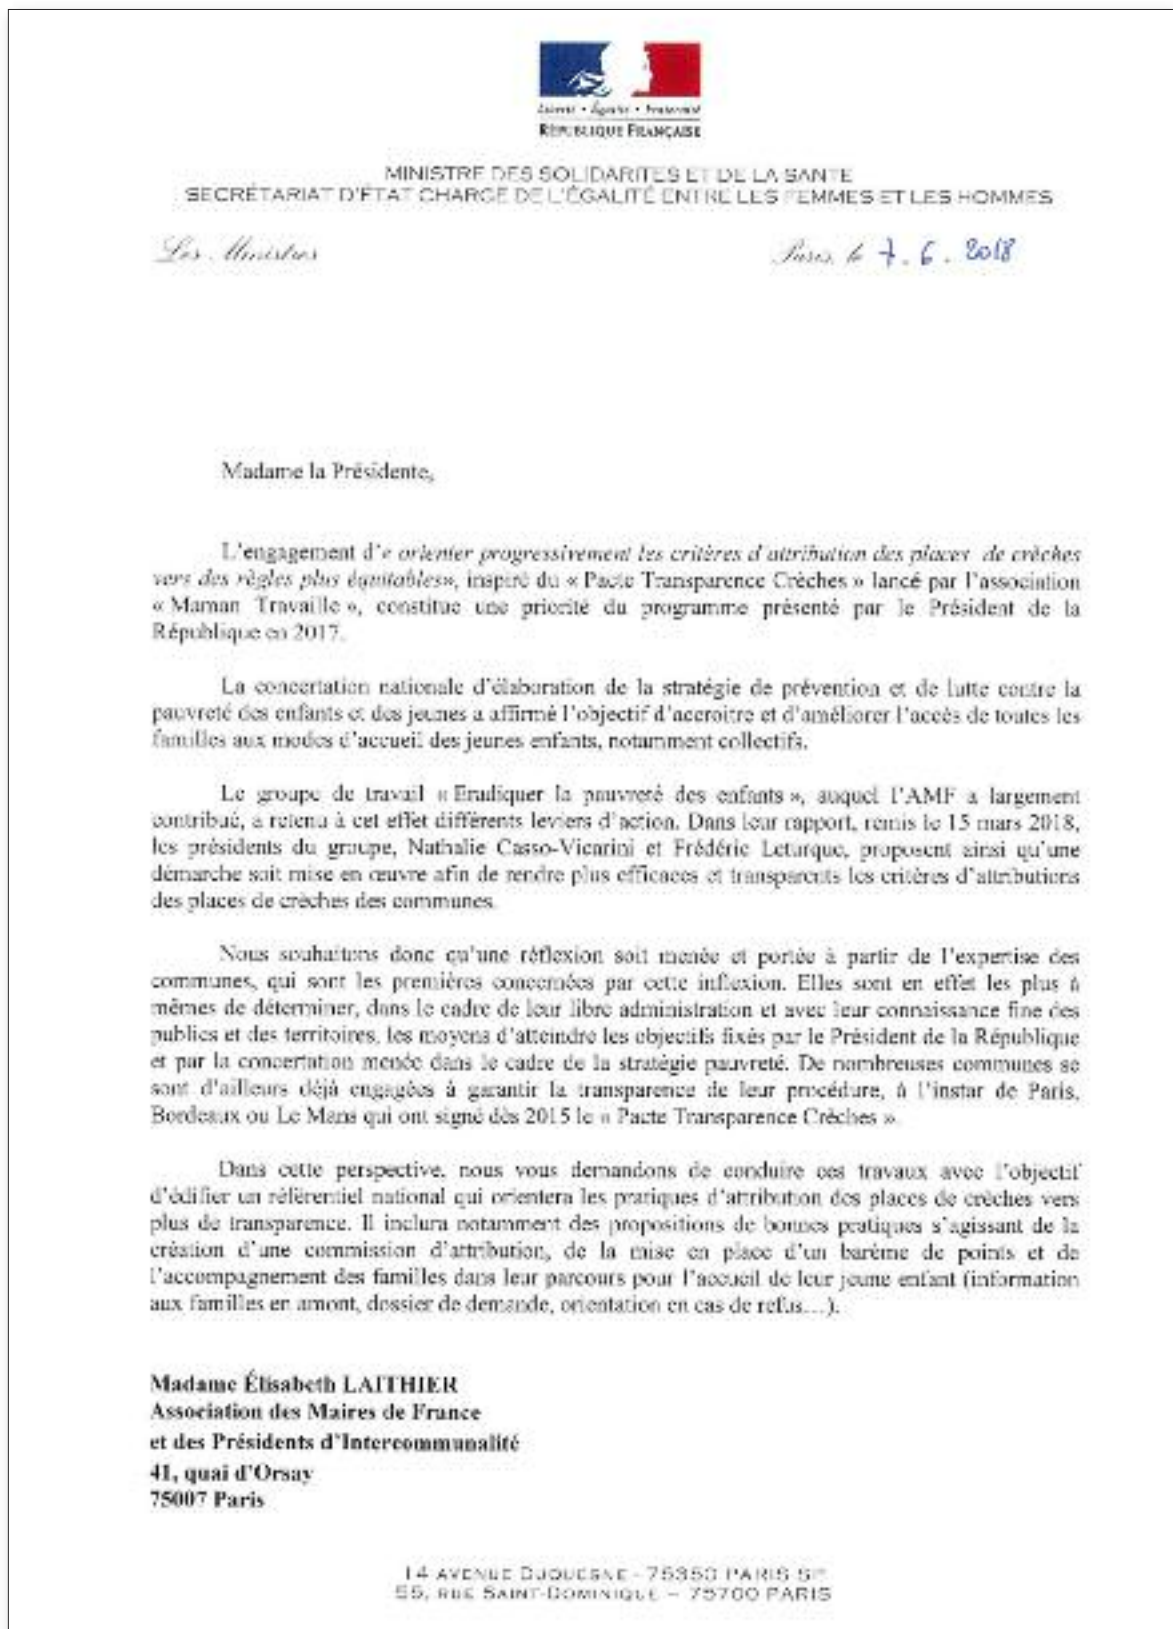 Liberté • Égalité • Fraternité
RÉPUBLIQUE FRANÇAISE
MINISTRE DES SOLIDARITES ET DE LA SANTE
SECRÉTARIAT D'ÉTAT CHARGÉ DE L'ÉGALITÉ ENTRE LES FEMMES ET LES HOMMES
Les Ministres
Paris, le 7.6.2018
Madame la Présidente,
L'engagement d'« orienter progressivement les critères d'attribution des places de crèches
vers des règles plus équitables», inspiré du « Pacte Transparence Crèches » lancé par l'association
« Maman Travaille », constitue une priorité du programme présenté par le Président de la
République en 2017.
La concertation nationale d'élaboration de la stratégie de prévention et de lutte contre la
pauvreté des enfants et des jeunes a affirmé l'objectif d'accroitre et d'améliorer l'accès de toutes les
familles aux modes d'accueil des jeunes enfants, notamment collectifs.
Le groupe de travail « Eradiquer la pauvreté des enfants », auquel l'AMF a largement
contribué, a retenu à cet effet différents leviers d'action. Dans leur rapport, remis le 15 mars 2018,
les présidents du groupe, Nathalie Casso-Vicarini et Frédéric Leturque, proposent ainsi qu'une
démarche soit mise en œuvre afin de rendre plus efficaces et transparents les critères d'attributions
des places de crèches des communes.
Nous souhaitons donc qu'une réflexion soit menée et portée à partir de l'expertise des
communes, qui sont les premières concernées par cette inflexion. Elles sont en effet les plus à
mêmes de déterminer, dans le cadre de leur libre administration et avec leur connaissance fine des
publics et des territoires, les moyens d'atteindre les objectifs fixés par le Président de la République
et par la concertation menée dans le cadre de la stratégie pauvreté. De nombreuses communes se
sont d'ailleurs déjà engagées à garantir la transparence de leur procédure, à l'instar de Paris,
Bordeaux ou Le Mans qui ont signé dès 2015 le « Pacte Transparence Crèches ».
Dans cette perspective, nous vous demandons de conduire ces travaux avec l'objectif
d'édifier un référentiel national qui orientera les pratiques d'attribution des places de crèches vers
plus de transparence. Il inclura notamment des propositions de bonnes pratiques s'agissant de la
création d'une commission d'attribution, de la mise en place d'un barème de points et de
l'accompagnement des familles dans leur parcours pour l'accueil de leur jeune enfant (information
aux familles en amont, dossier de demande, orientation en cas de refus…).
Madame Élisabeth LAITHIER
Association des Maires de France
et des Présidents d'Intercommunalité
41, quai d'Orsay
75007 Paris
14 AVENUE DUQUESNE - 75350 PARIS SP
55, RUE SAINT-DOMINIQUE – 75700 PARIS